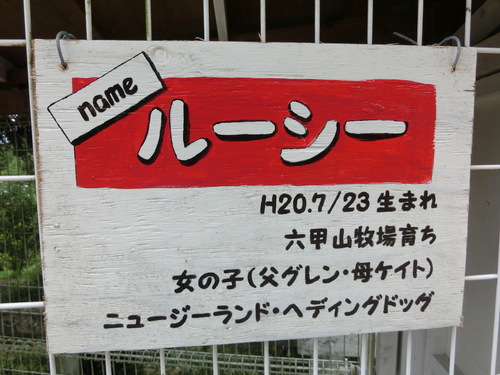 name
ルーシー
H20.7/23生まれ
六甲山牧場育ち
女の子(父グレン・母ケイト)
ニュージーランド・ヘディングドッグ